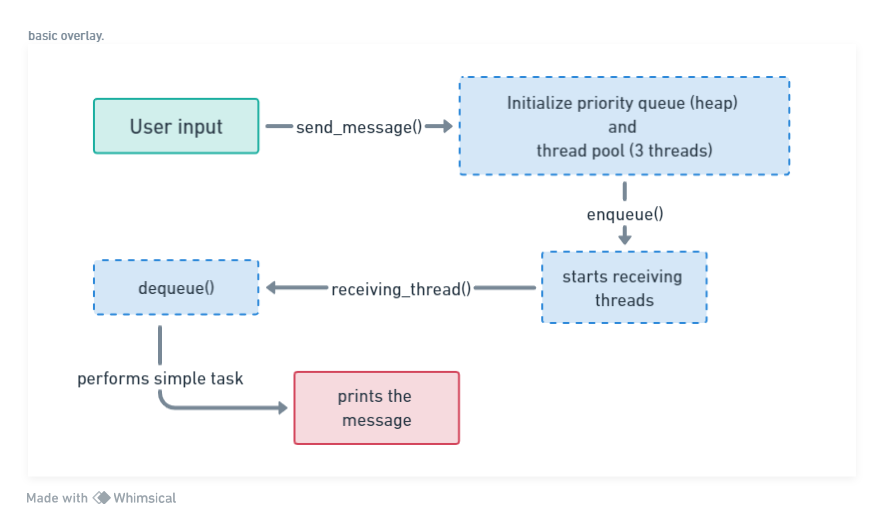 basic overlay.
User input
send_message()
Initialize priority queue (heap)
and
thread pool (3 threads)
enqueue()
starts receiving
threads
receiving_thread()
dequeue()
performs simple task
prints the
message
Made with Whimsical